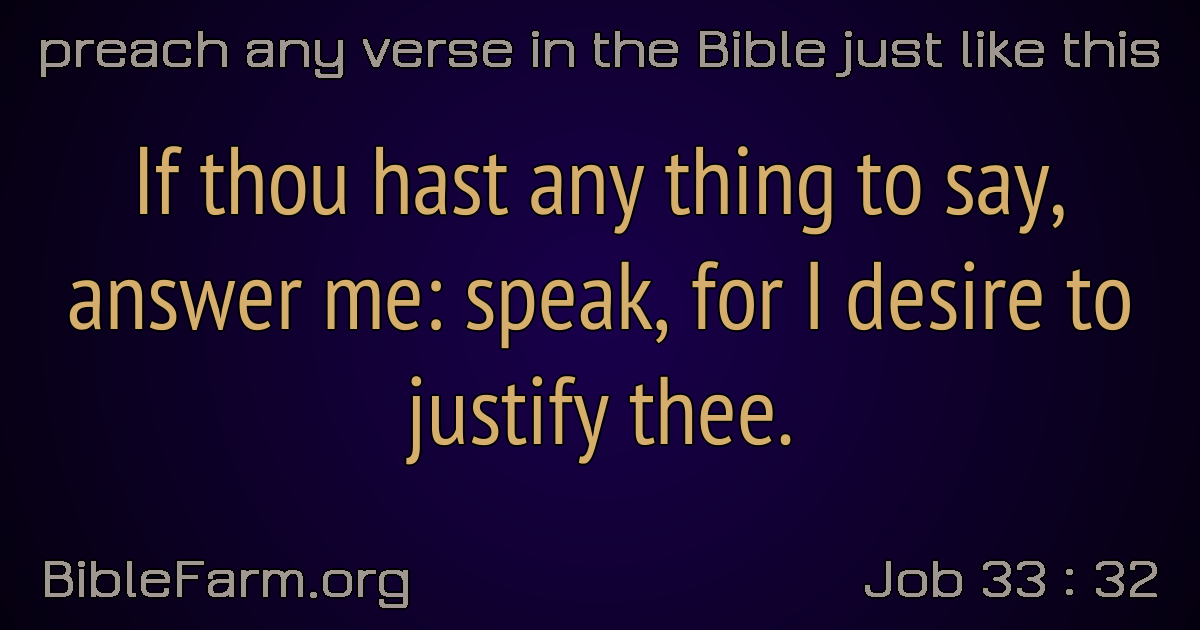 preach any verse in the Bible just like this
If thou hast any thing to say,
answer me: speak, for I desire to
justify thee.
BibleFarm.org
Job 33 : 32